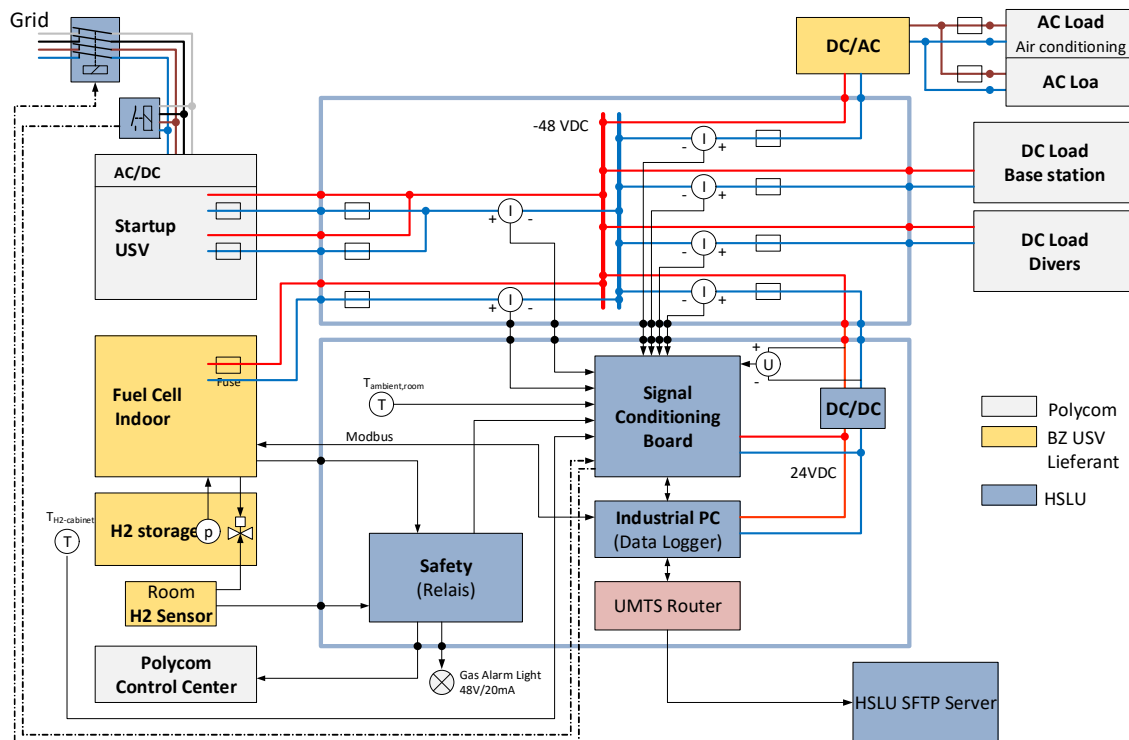 Grid
DC/AC
AC Load
Air conditioning
AC Loa
-48 VDC
I
-
+
DC Load
Base station
I
-
+
AC/DC
Startup
USV
I
+
-
I
-
+
DC Load
Divers
I
-
+
I
+
-
Fuel Cell
Indoor
Fuse
T ambient,room
T
Signal
Conditioning
Board
+
U
-
DC/DC
Polycom
BZ USV
Lieferant
HSLU
Modbus
24VDC
T H2-cabinet
T
H2 storage
p
Industrial PC
(Data Logger)
Safety
(Relais)
Room
H2 Sensor
UMTS Router
Polycom
Control Center
Gas Alarm Light
48V/20mA
HSLU SFTP Server